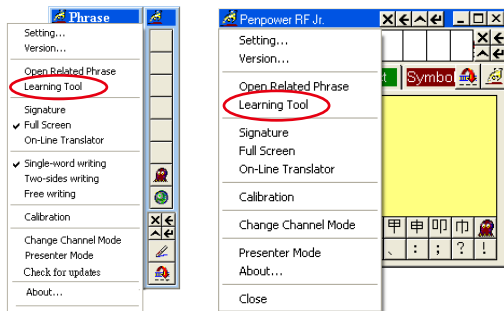 Phrase
Setting...
Version...
Open Related Phrase
Learning Tool
Signature
Full Screen
On-Line Translator
Single-word writing
Two-sides writing
Free writing
Calibration
Change Channel Mode
Presenter Mode
Check for updates
About...
Penpower RF Jr.
Setting...
Version...
Open Related Phrase
Learning Tool
Signature
Full Screen
On-Line Translator
Calibration
Change Channel Mode
Presenter Mode
About...
Close
Symbo
甲 申 叩 巾
、 : ; ? !